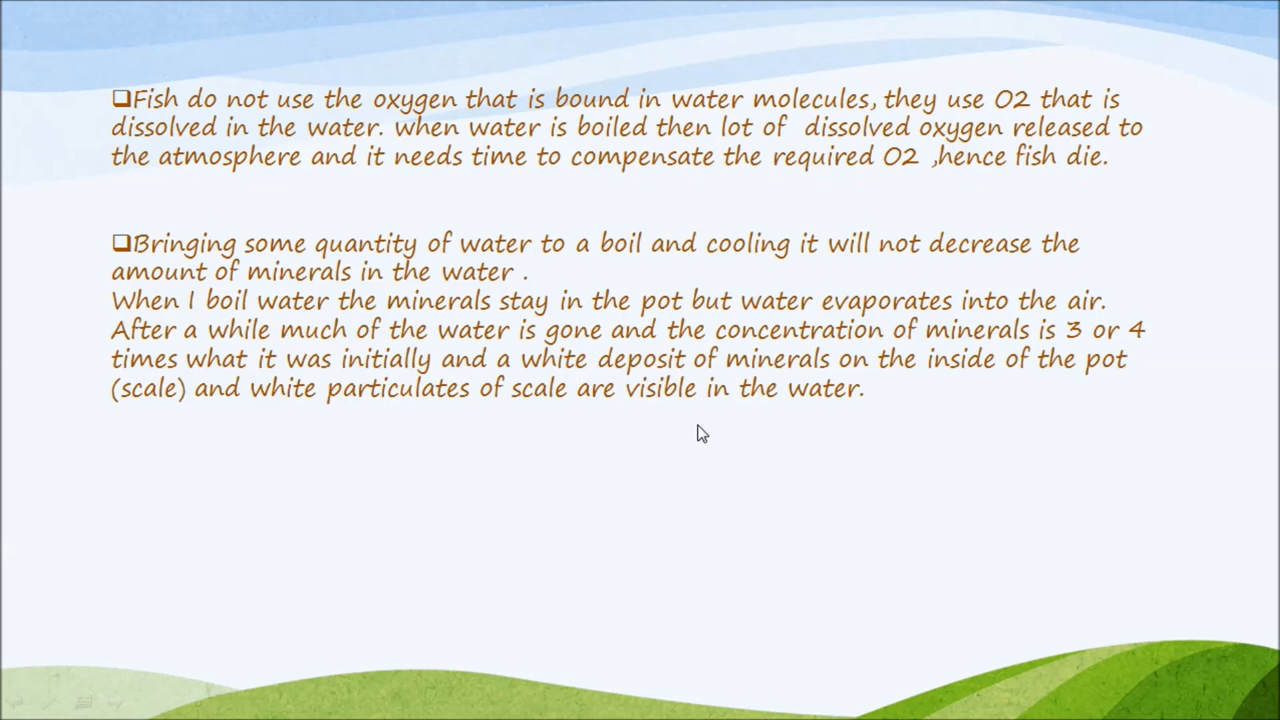 ❑Fish do not use the oxygen that is bound in water molecules, they use O2 that is
dissolved in the water. when water is boiled then lot of dissolved oxygen released to
the atmosphere and it needs time to compensate the required O2 ,hence fish die.
❑Bringing some quantity of water to a boil and cooling it will not decrease the
amount of minerals in the water .
When I boil water the minerals stay in the pot but water evaporates into the air.
After a while much of the water is gone and the concentration of minerals is 3 or 4
times what it was initially and a white deposit of minerals on the inside of the pot
(scale) and white particulates of scale are visible in the water.